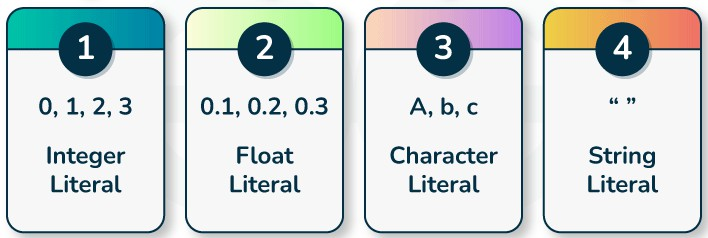 1
0, 1, 2, 3
Integer
Literal
2
0.1, 0.2, 0.3
Float
Literal
3
A, b, c
Character
Literal
4
“ ”
String
Literal